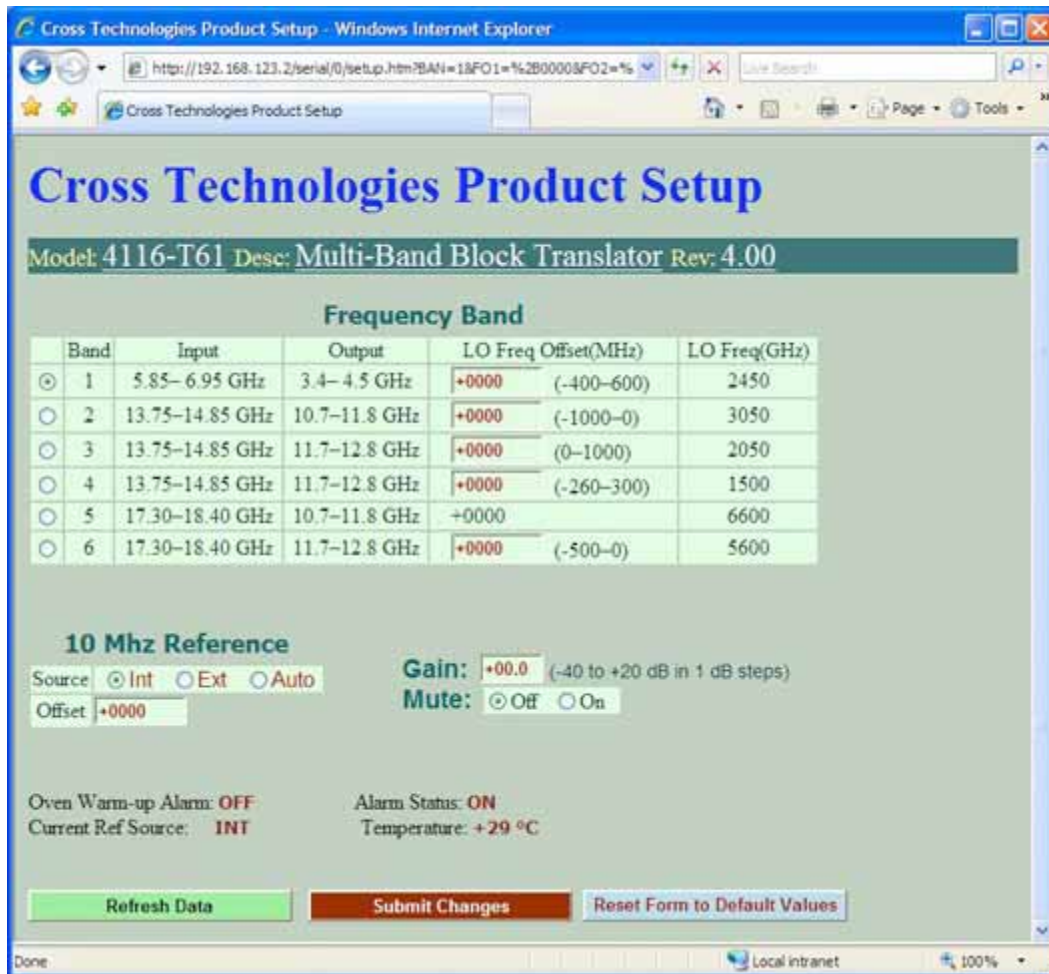 Cross Technologies Product Setup - Windows Internet Explorer
http://192.168.123.2/serial/0/setup.htm?BAN=1&FO1=%2B0000&FO2=%
Live Search
Cross Technologies Product Setup
Page Tools
Cross Technologies Product Setup
Model: 4116-T61 Desc: Multi-Band Block Translator Rev: 4.00
Frequency Band
Band Input Output LO Freq Offset(MHz) LO Freq(GHz)
1 5.85– 6.95 GHz 3.4– 4.5 GHz +0000 (-400–600) 2450
2 13.75–14.85 GHz 10.7–11.8 GHz +0000 (-1000–0) 3050
3 13.75–14.85 GHz 11.7–12.8 GHz +0000 (0–1000) 2050
4 13.75–14.85 GHz 11.7–12.8 GHz +0000 (-260–300) 1500
5 17.30–18.40 GHz 10.7–11.8 GHz +0000 6600
6 17.30–18.40 GHz 11.7–12.8 GHz +0000 (-500–0) 5600
10 Mhz Reference
Source Int Ext Auto
Offset +0000
Gain: +00.0 (-40 to +20 dB in 1 dB steps)
Mute: Off On
Oven Warm-up Alarm: OFF Alarm Status: ON
Current Ref Source: INT Temperature: +29 °C
Refresh Data Submit Changes Reset Form to Default Values
Done Local intranet 100%